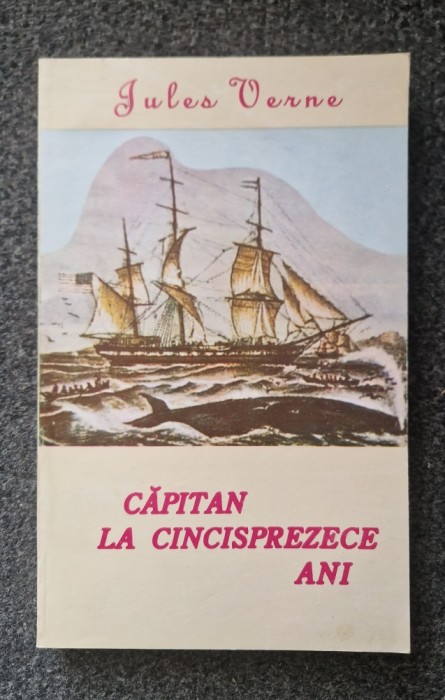 Jules Verne
CĂPITAN
LA CINCISPREZECE
ANI